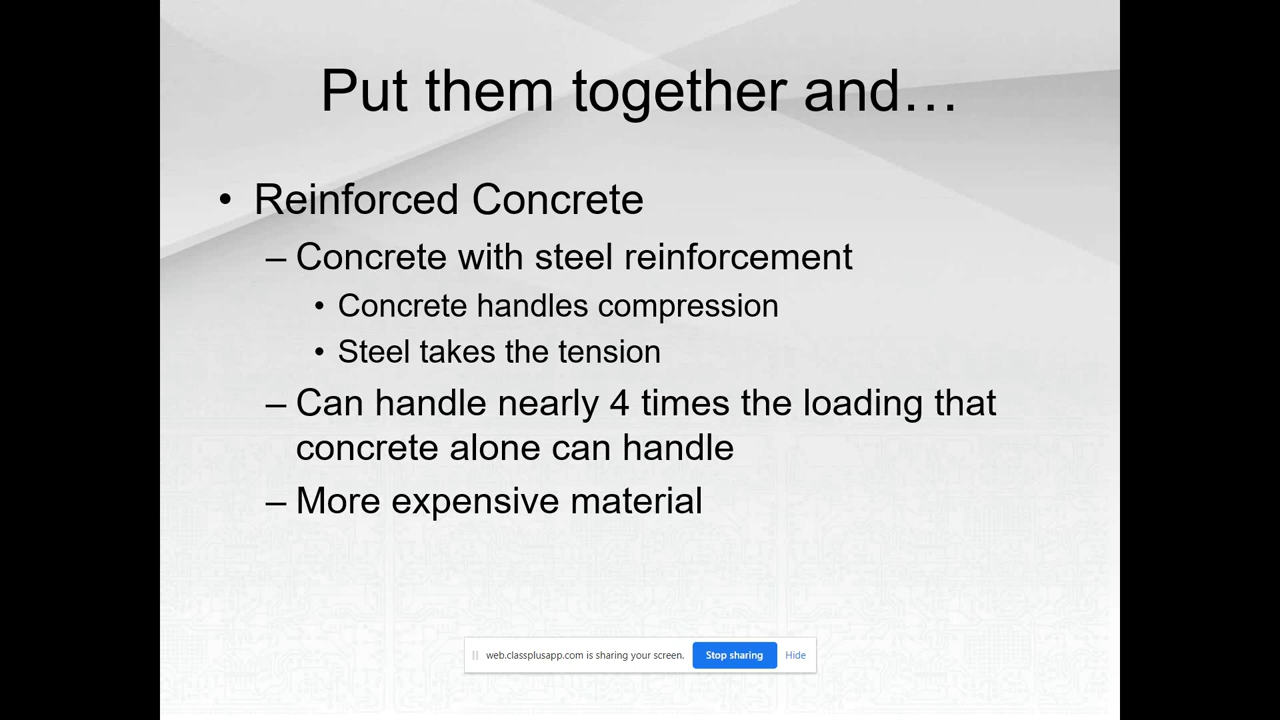 Put them together and…
• Reinforced Concrete
– Concrete with steel reinforcement
• Concrete handles compression
• Steel takes the tension
– Can handle nearly 4 times the loading that
concrete alone can handle
– More expensive material
web.classplusapp.com is sharing your screen. Stop sharing Hide